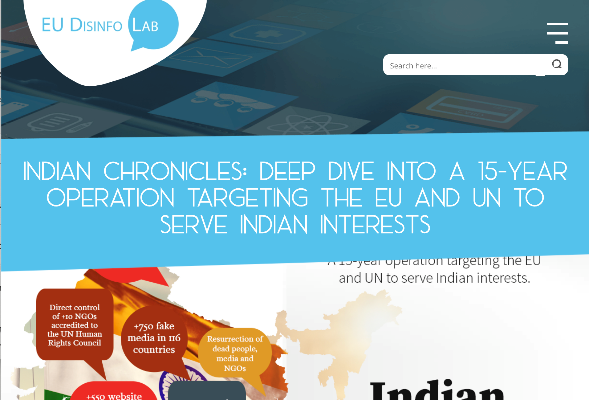 EU DISINFO LAB
Search here...
INDIAN CHRONICLES: DEEP DIVE INTO A 15-YEAR
OPERATION TARGETING THE EU AND UN TO
SERVE INDIAN INTERESTS
A 15-year operation targeting the EU
and UN to serve Indian interests.
Direct control
of +10 NGOs
accredited to
the UN Human
Rights Council
+750 fake
media in 116
countries
Resurrection of
dead people,
media and
NGOs
+550 website
Indian